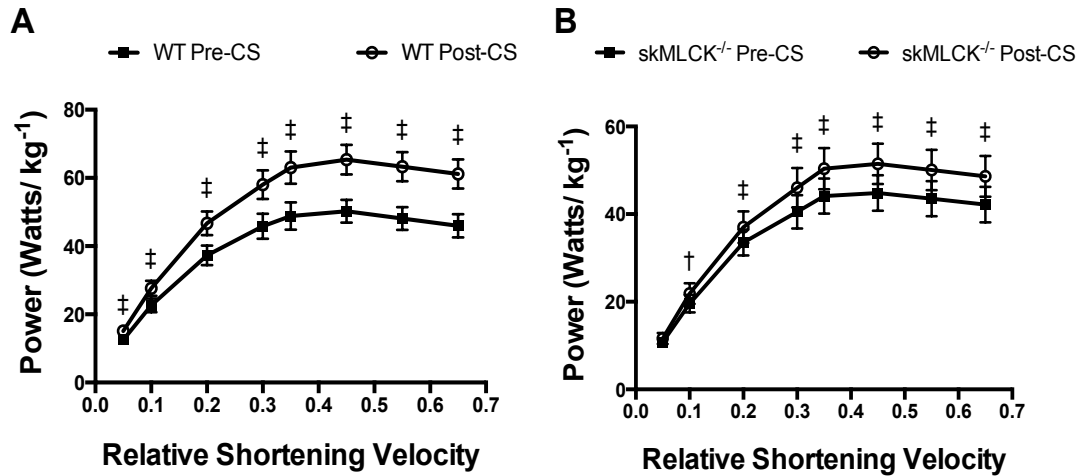 A
WT Pre-CS
WT Post-CS
Power (Watts/ kg-1)
80
60
40
20
0
‡ ‡ ‡ ‡ ‡ ‡ ‡ ‡
0.0 0.1 0.2 0.3 0.4 0.5 0.6 0.7
Relative Shortening Velocity
B
skMLCK-/- Pre-CS
skMLCK-/- Post-CS
Power (Watts/ kg-1)
60
40
20
0
† ‡ ‡ ‡ ‡ ‡ ‡
0.0 0.1 0.2 0.3 0.4 0.5 0.6 0.7
Relative Shortening Velocity